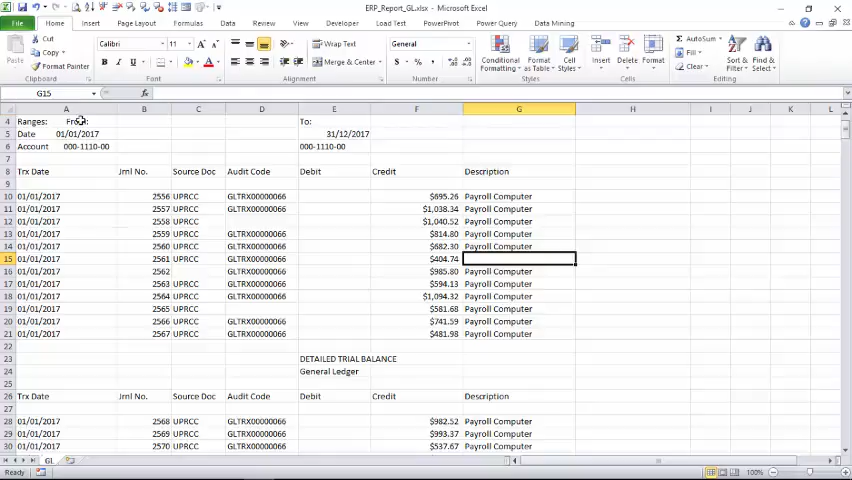 ERP_Report_GL.xlsx - Microsoft Excel
File Home Insert Page Layout Formulas Documents Data Review View Developer Load Test PowerPivot Power Query Data Mining
Cut
Copy
Format Painter
Paste
Clipboard
Calibri 11
B I U
Font
Wrap Text
Merge & Center
Alignment
General
$ % ,
Number
Conditional Formatting
Format as Table
Cell Styles
Styles
Insert Delete Format
Cells
AutoSum
Fill
Clear
Sort & Filter
Find & Select
Editing
G15 fx
A B C D E F G H I J K L
4 Ranges: From: To:
5 Date 01/01/2017 31/12/2017
6 Account 000-1110-00 000-1110-00
7
8 Trx Date Jrnl No. Source Doc Audit Code Debit Credit Description
9
10 01/01/2017 2556 UPRCC GLTRX00000066 $695.26 Payroll Computer
11 01/01/2017 2557 UPRCC GLTRX00000066 $1,038.34 Payroll Computer
12 01/01/2017 2558 UPRCC $1,040.52 Payroll Computer
13 01/01/2017 2559 UPRCC GLTRX00000066 $814.80 Payroll Computer
14 01/01/2017 2560 UPRCC GLTRX00000066 $682.30 Payroll Computer
15 01/01/2017 2561 UPRCC GLTRX00000066 $404.74
16 01/01/2017 2562 GLTRX00000066 $985.80 Payroll Computer
17 01/01/2017 2563 UPRCC GLTRX00000066 $594.13 Payroll Computer
18 01/01/2017 2564 UPRCC GLTRX00000066 $1,094.32 Payroll Computer
19 01/01/2017 2565 UPRCC $581.68 Payroll Computer
20 01/01/2017 2566 UPRCC GLTRX00000066 $741.59 Payroll Computer
21 01/01/2017 2567 UPRCC GLTRX00000066 $481.98 Payroll Computer
22
23 DETAILED TRIAL BALANCE
24 General Ledger
25
26 Trx Date Jrnl No. Source Doc Audit Code Debit Credit Description
27
28 01/01/2017 2568 UPRCC GLTRX00000066 $982.52 Payroll Computer
29 01/01/2017 2569 UPRCC GLTRX00000066 $993.37 Payroll Computer
30 01/01/2017 2570 UPRCC GLTRX00000066 $537.67 Payroll Computer
GL
Ready 100%